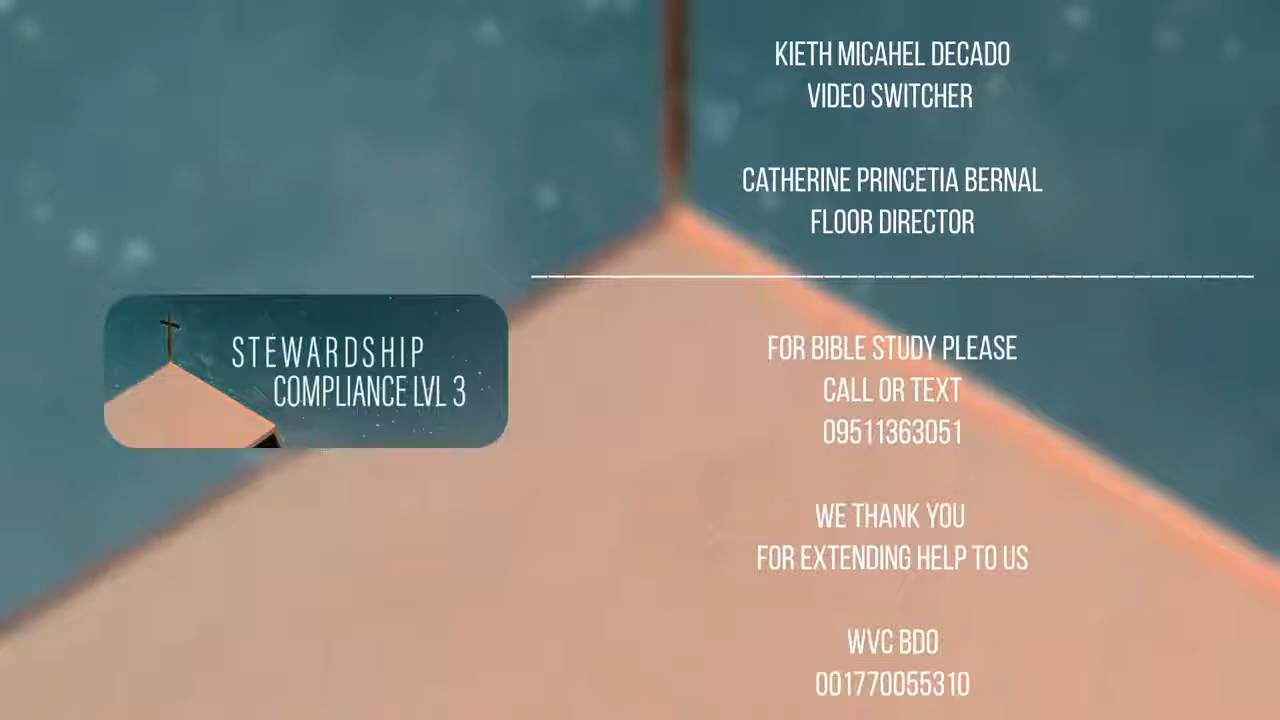 STEWARDSHIP
COMPLIANCE LVL 3
KIETH MICAHEL DECADO
VIDEO SWITCHER
CATHERINE PRINCETIA BERNAL
FLOOR DIRECTOR
FOR BIBLE STUDY PLEASE
CALL OR TEXT
09511363051
WE THANK YOU
FOR EXTENDING HELP TO US
WVC BDO
001770055310